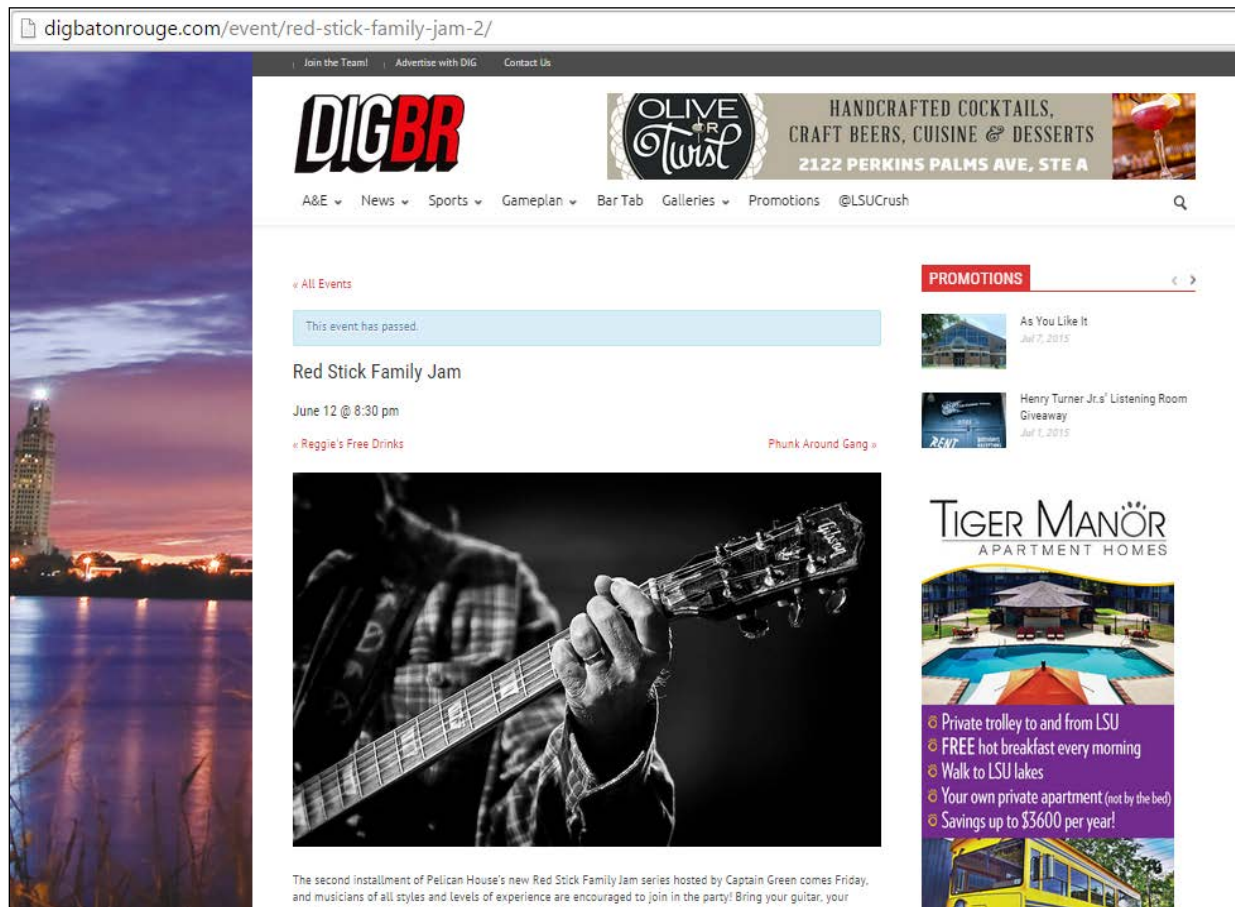 digbatonrouge.com/event/red-stick-family-jam-2/
Join the Team!
Advertise with DIG
Contact Us
DIGBR
OLIVE
OR
Twist
HANDCRAFTED COCKTAILS,
CRAFT BEERS, CUISINE & DESSERTS
2122 PERKINS PALMS AVE, STE A
A&E
News
Sports
Gameplan
Bar Tab
Galleries
Promotions
@LSUCrush
« All Events
This event has passed.
Red Stick Family Jam
June 12 @ 8:30 pm
« Reggie's Free Drinks
Phunk Around Gang »
Gibson
The second installment of Pelican House's new Red Stick Family Jam series hosted by Captain Green comes Friday,
and musicians of all styles and levels of experience are encouraged to join in the party! Bring your guitar, your
PROMOTIONS
As You Like It
Jul 7, 2015
Henry Turner Jr.s' Listening Room
Giveaway
Jul 1, 2015
RENT
TIGER MANOR
APARTMENT HOMES
Private trolley to and from LSU
FREE hot breakfast every morning
Walk to LSU lakes
Your own private apartment (not by the bed)
Savings up to $3600 per year!